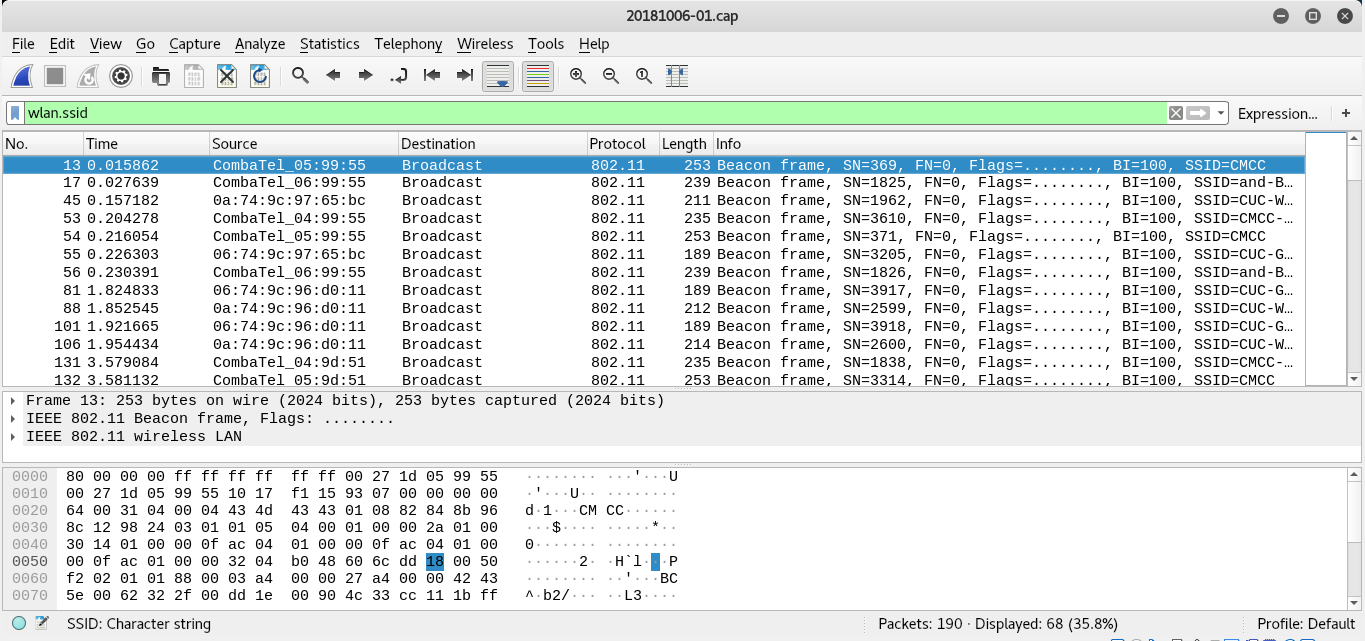 20181006-01.cap
File Edit View Go Capture Analyze Statistics Telephony Wireless Tools Help
wlan.ssid Expression… +
No. Time Source Destination Protocol Length Info
13 0.015862 CombaTel_05:99:55 Broadcast 802.11 253 Beacon frame, SN=369, FN=0, Flags=........, BI=100, SSID=CMCC
17 0.027639 CombaTel_06:99:55 Broadcast 802.11 239 Beacon frame, SN=1825, FN=0, Flags=........, BI=100, SSID=and-B…
45 0.157182 0a:74:9c:97:65:bc Broadcast 802.11 211 Beacon frame, SN=1962, FN=0, Flags=........, BI=100, SSID=CUC-W…
53 0.204278 CombaTel_04:99:55 Broadcast 802.11 235 Beacon frame, SN=3610, FN=0, Flags=........, BI=100, SSID=CMCC-…
54 0.216054 CombaTel_05:99:55 Broadcast 802.11 253 Beacon frame, SN=371, FN=0, Flags=........, BI=100, SSID=CMCC
55 0.226303 06:74:9c:97:65:bc Broadcast 802.11 189 Beacon frame, SN=3205, FN=0, Flags=........, BI=100, SSID=CUC-G…
56 0.230391 CombaTel_06:99:55 Broadcast 802.11 239 Beacon frame, SN=1826, FN=0, Flags=........, BI=100, SSID=and-B…
81 1.824833 06:74:9c:96:d0:11 Broadcast 802.11 189 Beacon frame, SN=3917, FN=0, Flags=........, BI=100, SSID=CUC-G…
88 1.852545 0a:74:9c:96:d0:11 Broadcast 802.11 212 Beacon frame, SN=2599, FN=0, Flags=........, BI=100, SSID=CUC-W…
101 1.921665 06:74:9c:96:d0:11 Broadcast 802.11 189 Beacon frame, SN=3918, FN=0, Flags=........, BI=100, SSID=CUC-G…
106 1.954434 0a:74:9c:96:d0:11 Broadcast 802.11 214 Beacon frame, SN=2600, FN=0, Flags=........, BI=100, SSID=CUC-W…
131 3.579084 CombaTel_04:9d:51 Broadcast 802.11 235 Beacon frame, SN=1838, FN=0, Flags=........, BI=100, SSID=CMCC-…
132 3.581132 CombaTel_05:9d:51 Broadcast 802.11 253 Beacon frame, SN=3314, FN=0, Flags=........, BI=100, SSID=CMCC
Frame 13: 253 bytes on wire (2024 bits), 253 bytes captured (2024 bits)
IEEE 802.11 Beacon frame, Flags: ........
IEEE 802.11 wireless LAN
0000 80 00 00 00 ff ff ff ff ff ff 00 27 1d 05 99 55 ········ ···'···U
0010 00 27 1d 05 99 55 10 17 f1 15 93 07 00 00 00 00 ·'···U·· ········
0020 64 00 31 04 00 04 43 4d 43 43 01 08 82 84 8b 96 d·1···CM CC······
0030 8c 12 98 24 03 01 01 05 04 00 01 00 00 2a 01 00 ···$···· ·····*··
0040 30 14 01 00 00 0f ac 04 01 00 00 0f ac 04 01 00 0······· ········
0050 00 0f ac 01 00 00 32 04 b0 48 60 6c dd 18 00 50 ······2· ·H`l···P
0060 f2 02 01 01 88 00 03 a4 00 00 27 a4 00 00 42 43 ········ ··'···BC
0070 5e 00 62 32 2f 00 dd 1e 00 90 4c 33 cc 11 1b ff ^·b2/··· ··L3····
SSID: Character string Packets: 190 · Displayed: 68 (35.8%) Profile: Default